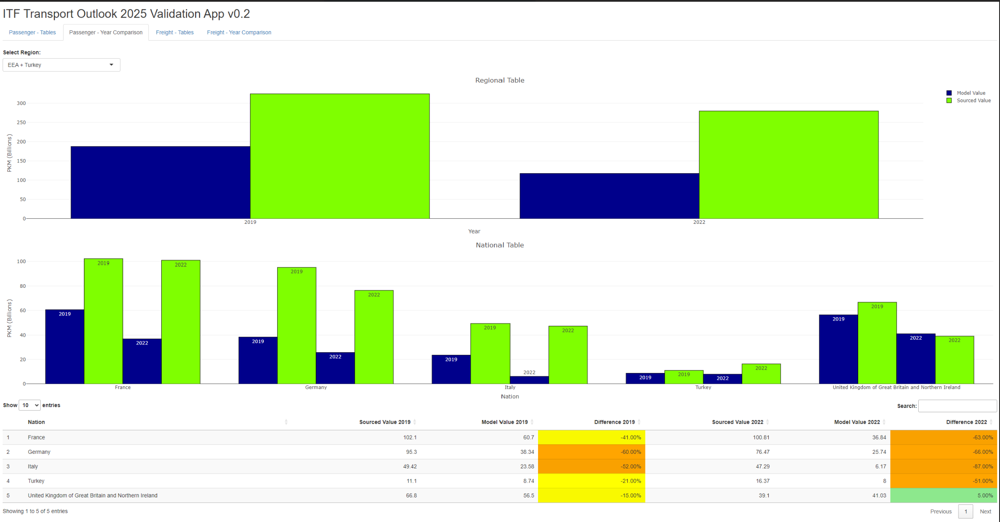 ITF Transport Outlook 2025 Validation App v0.2
Passenger - Tables Passenger - Year Comparison Freight - Tables Freight - Year Comparison
Select Region:
EEA + Turkey
Regional Table
Model Value
Sourced Value
300
250
200
150
100
50
0
PKM (Billions)
2019 2022
Year
National Table
100
80
60
40
20
0
PKM (Billions)
2019 2019 2022 2022
2019 2019 2022 2022
2019 2019 2022 2022
2019 2019 2022 2022
2019 2019 2022 2022
France Germany Italy Turkey United Kingdom of Great Britain and Northern Ireland
Nation
Show 10 entries Search:
Nation Sourced Value 2019 Model Value 2019 Difference 2019 Sourced Value 2022 Model Value 2022 Difference 2022
1 France 102.1 60.7 -41.00% 100.81 36.84 -63.00%
2 Germany 95.3 38.34 -60.00% 76.47 25.74 -66.00%
3 Italy 49.42 23.58 -52.00% 47.29 6.17 -87.00%
4 Turkey 11.1 8.74 -21.00% 16.37 8 -51.00%
5 United Kingdom of Great Britain and Northern Ireland 66.8 56.5 -15.00% 39.1 41.03 5.00%
Showing 1 to 5 of 5 entries Previous 1 Next